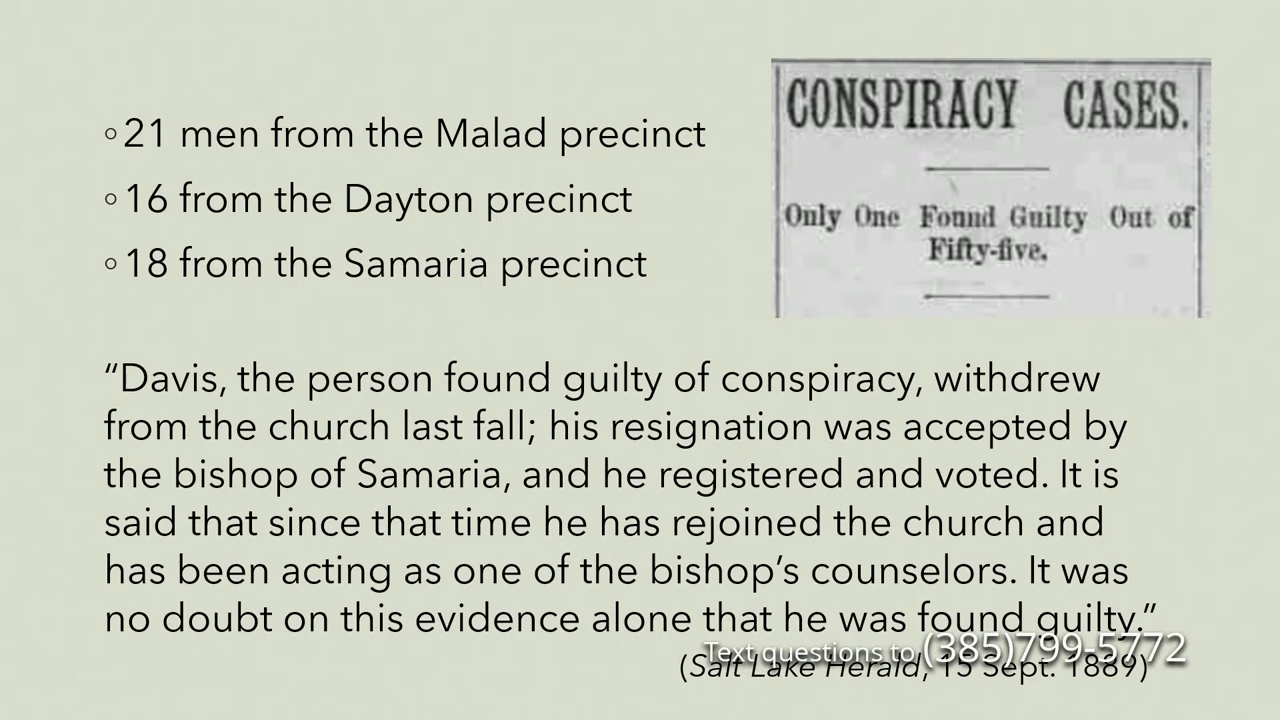 ◦21 men from the Malad precinct
◦16 from the Dayton precinct
◦18 from the Samaria precinct
CONSPIRACY CASES.
Only One Found Guilty Out of
Fifty-five.
“Davis, the person found guilty of conspiracy, withdrew
from the church last fall; his resignation was accepted by
the bishop of Samaria, and he registered and voted. It is
said that since that time he has rejoined the church and
has been acting as one of the bishop’s counselors. It was
no doubt on this evidence alone that he was found guilty.”
Text questions to (385)799-5772
(Salt Lake Herald, 15 Sept. 1889)